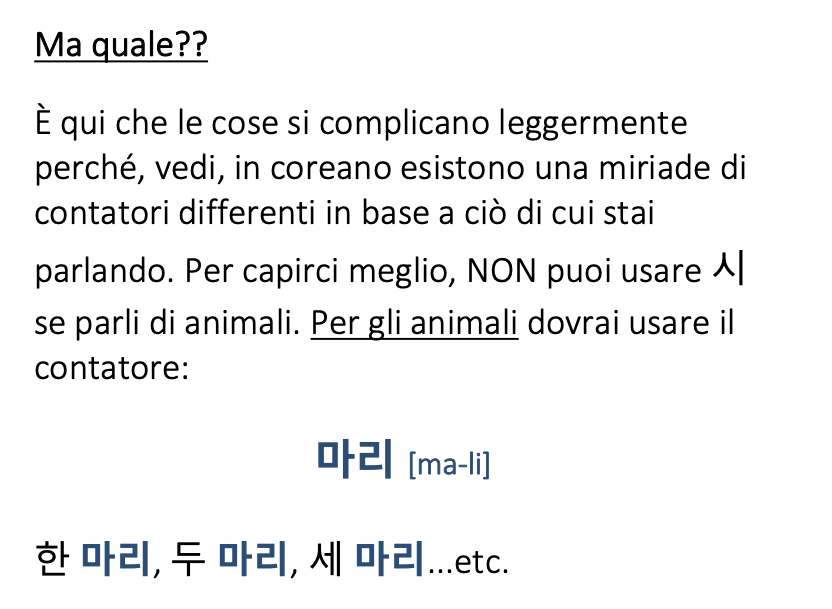 Ma quale??
È qui che le cose si complicano leggermente
perché, vedi, in coreano esistono una miriade di
contatori differenti in base a ciò di cui stai
parlando. Per capirci meglio, NON puoi usare 시
se parli di animali. Per gli animali dovrai usare il
contatore:
마리 [ma-li]
한 마리, 두 마리, 세 마리...etc.